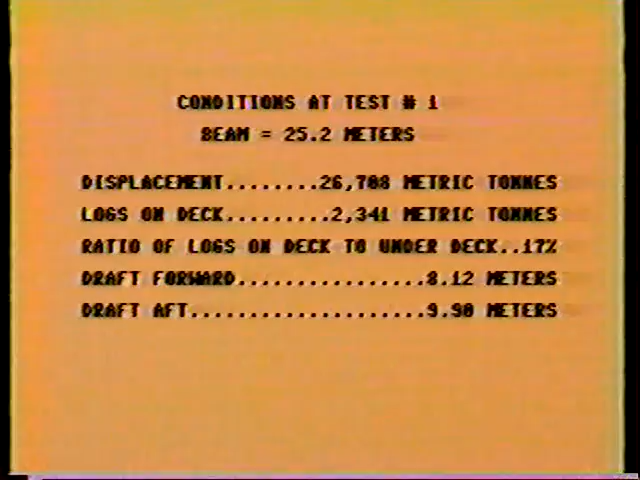 CONDITIONS AT TEST # 1
BEAM = 25.2 METERS
DISPLACEMENT........26,708 METRIC TONNES
LOGS ON DECK.........2,341 METRIC TONNES
RATIO OF LOGS ON DECK TO UNDER DECK..17%
DRAFT FORWARD................8.12 METERS
DRAFT AFT....................9.90 METERS